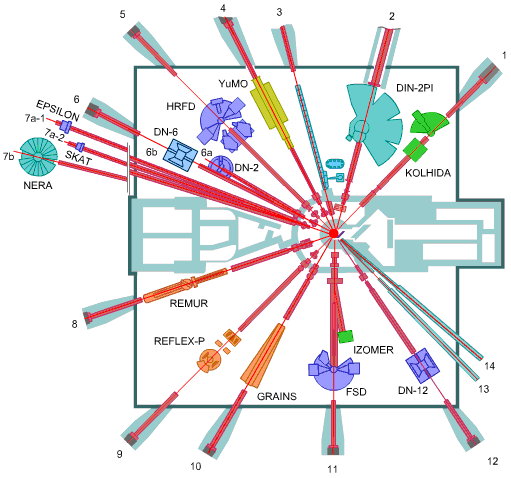 4
3
2
5
1
YuMO
DIN-2PI
HRFD
6
EPSILON
7a-1
DN-6
7a-2
6b
6a
SKAT
7b
DN-2
KOLHIDA
NERA
REMUR
8
REFLEX-P
IZOMER
14
13
GRAINS
FSD
DN-12
9
10
11
12